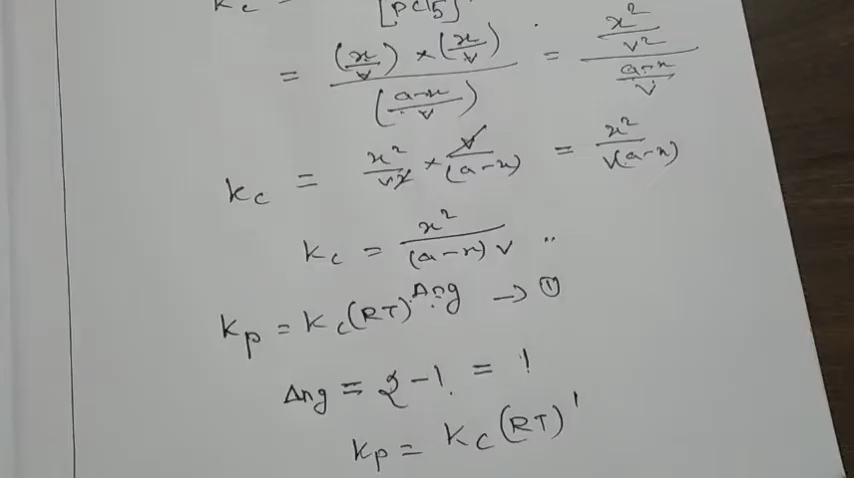 Kc =
[PCl5]
= (x/v) × (x/v) / ((a-x)/v) = (x²/v²) / ((a-x)/v)
Kc = x²/v² × v/(a-x) = x²/v(a-x)
Kc = x²/(a-x) v "
Kp = Kc(RT)^Δng → ①
Δng = 2-1. = 1
Kp = Kc(RT)¹